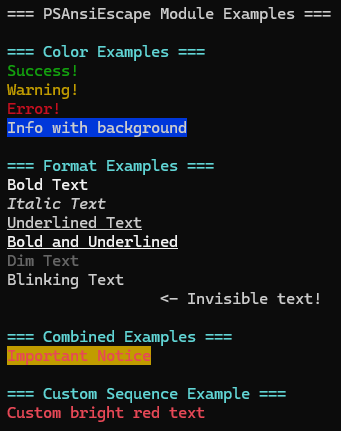 === PSAnsiEscape Module Examples ===
=== Color Examples ===
Success!
Warning!
Error!
Info with background
=== Format Examples ===
Bold Text
Italic Text
Underlined Text
Bold and Underlined
Dim Text
Blinking Text
<- Invisible text!
=== Combined Examples ===
Important Notice
=== Custom Sequence Example ===
Custom bright red text